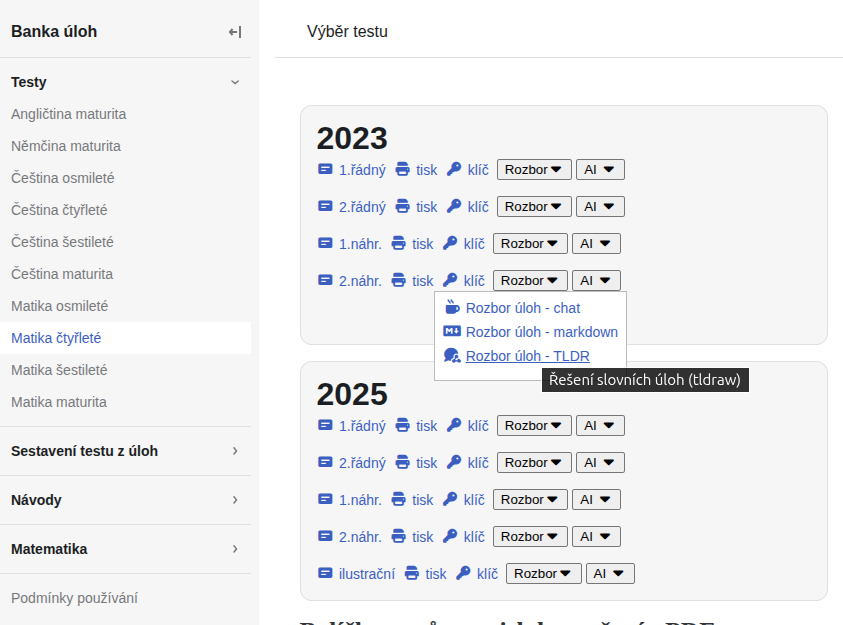 Banka úloh
Výběr testu
Testy
Angličtina maturita
Němčina maturita
Čeština osmileté
Čeština čtyřleté
Čeština šestileté
Čeština maturita
Matika osmileté
Matika čtyřleté
Matika šestileté
Matika maturita
Sestavení testu z úloh
Návody
Matematika
Podmínky používání
2023
1.řádný tisk klíč Rozbor AI
2.řádný tisk klíč Rozbor AI
1.náhr. tisk klíč Rozbor AI
2.náhr. tisk klíč Rozbor AI
Rozbor úloh - chat
Rozbor úloh - markdown
Rozbor úloh - TLDR
Řešení slovních úloh (tldraw)
2025
1.řádný tisk klíč Rozbor AI
2.řádný tisk klíč Rozbor AI
1.náhr. tisk klíč Rozbor AI
2.náhr. tisk klíč Rozbor AI
ilustrační tisk klíč Rozbor AI